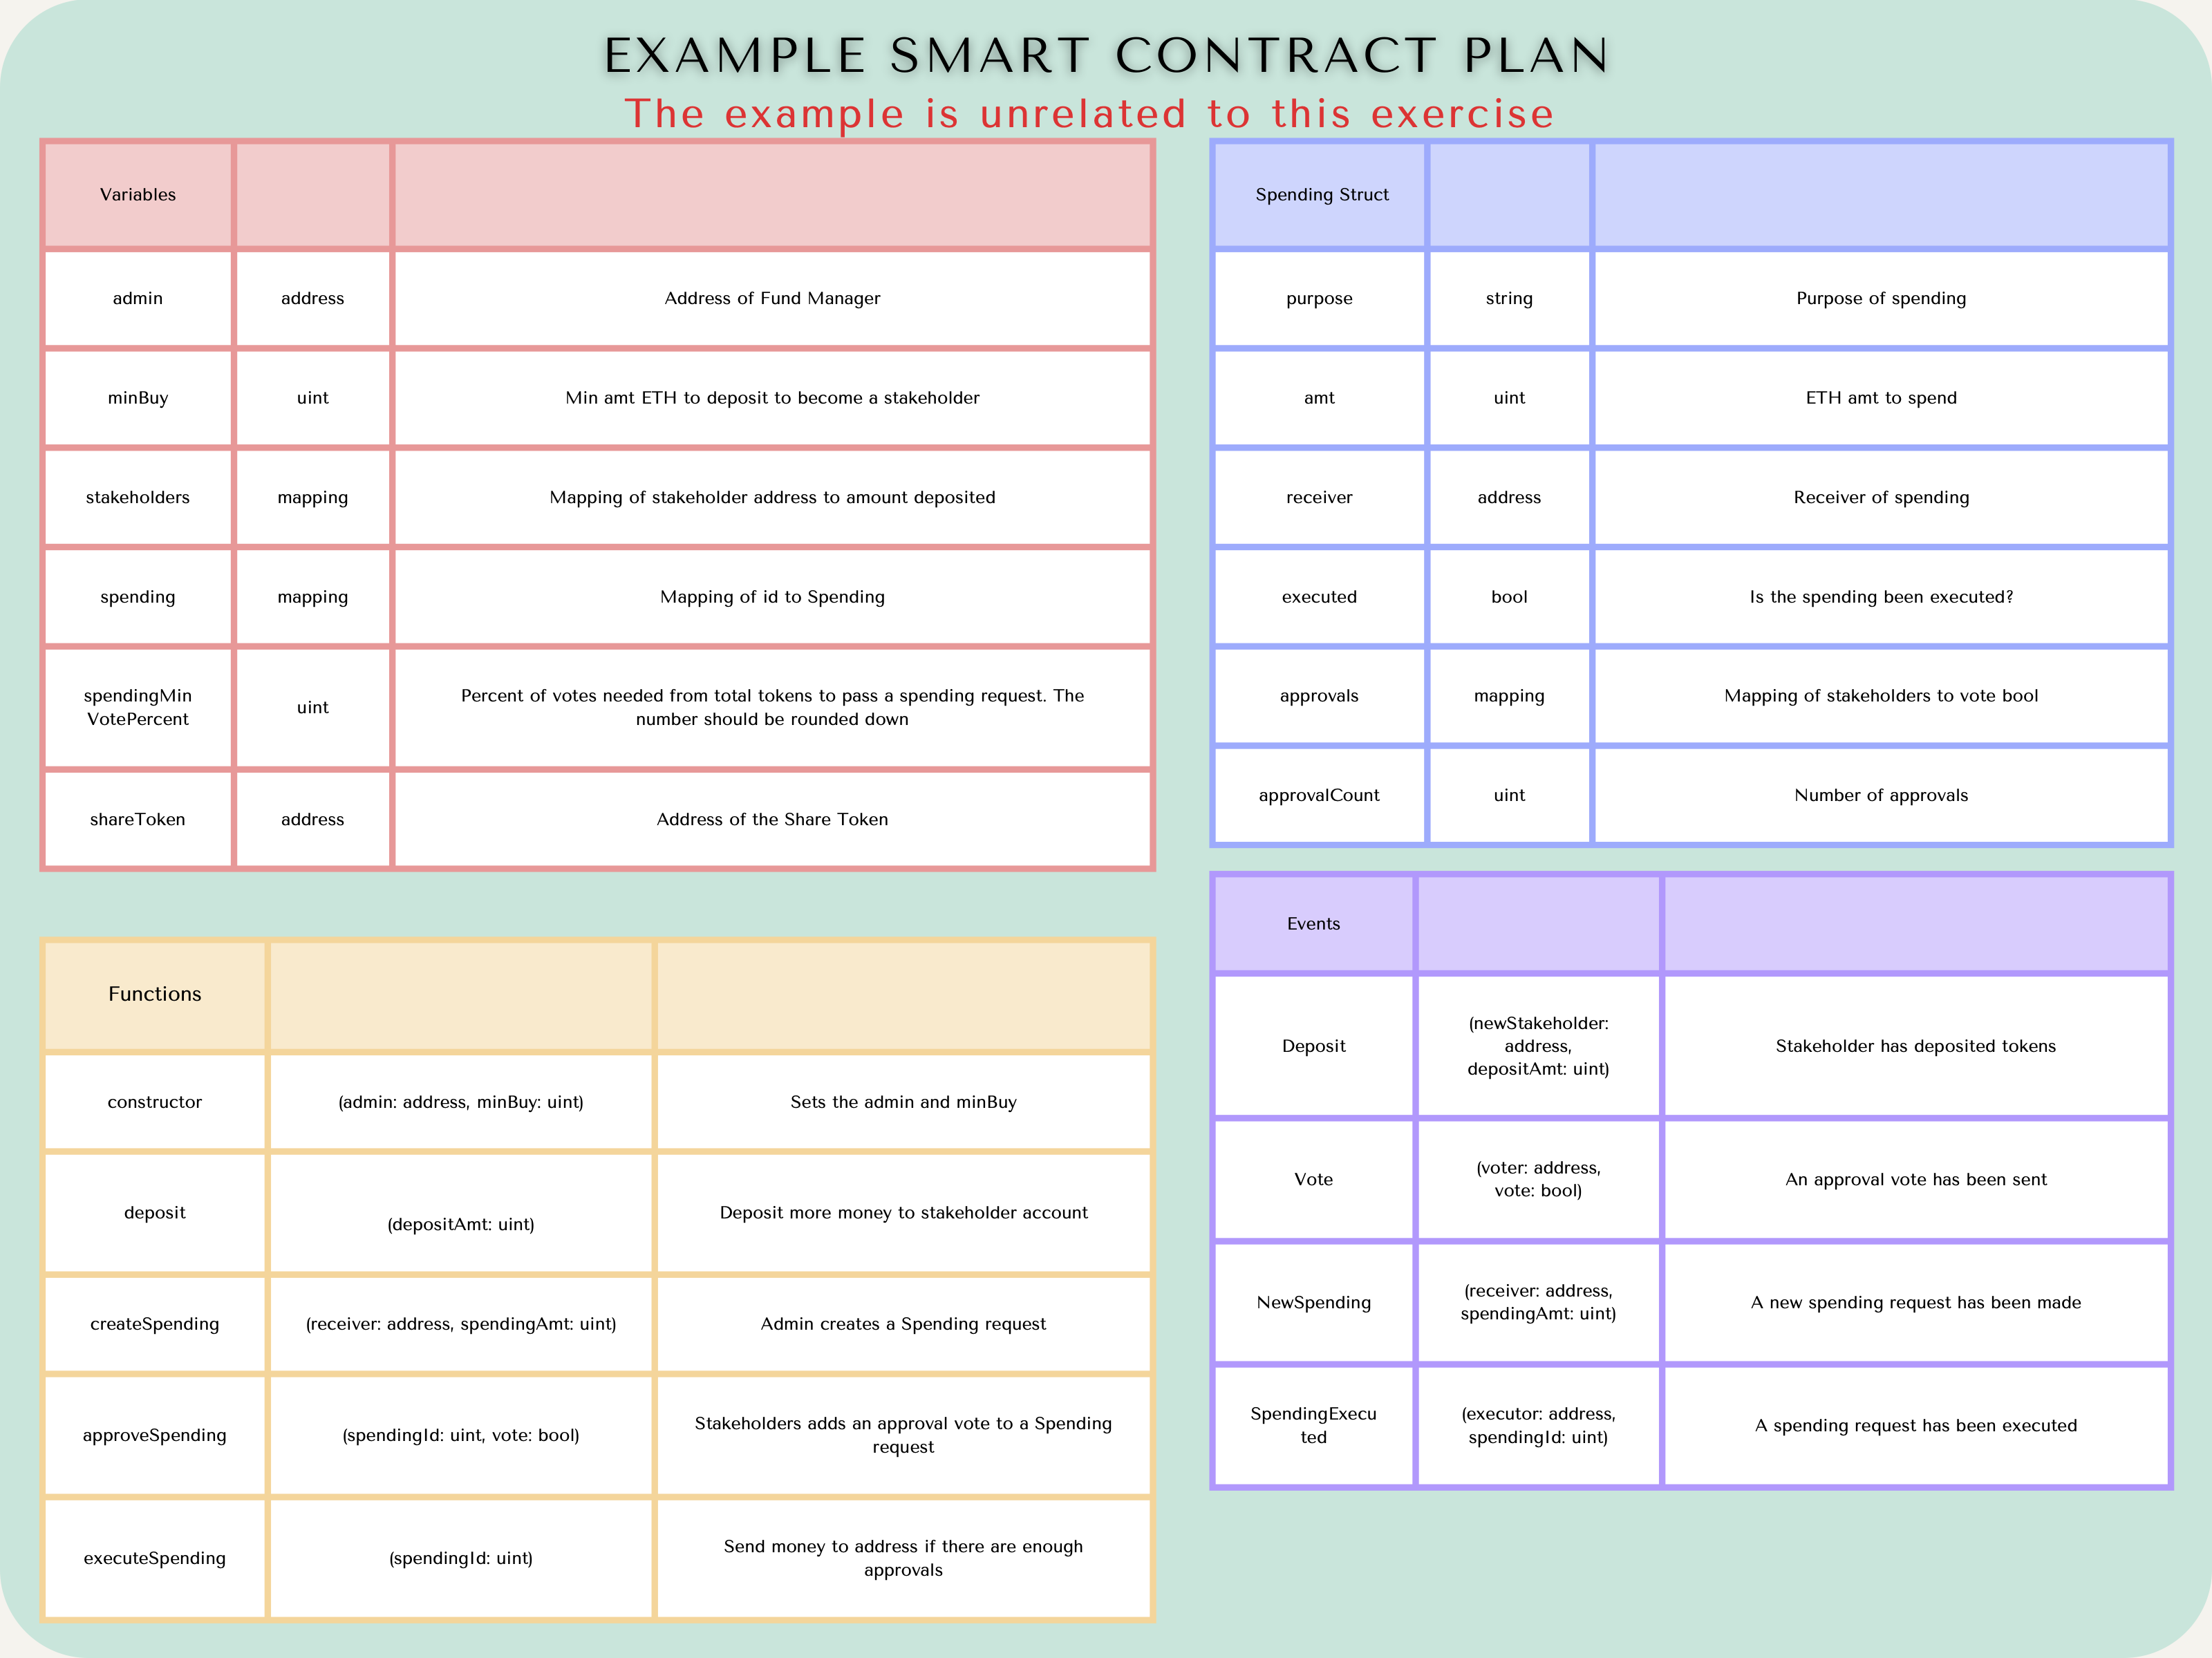 EXAMPLE SMART CONTRACT PLAN
The example is unrelated to this exercise
Variables
admin
address
Address of Fund Manager
minBuy
uint
Min amt ETH to deposit to become a stakeholder
stakeholders
mapping
Mapping of stakeholder address to amount deposited
spending
mapping
Mapping of id to Spending
spendingMin
VotePercent
uint
Percent of votes needed from total tokens to pass a spending request. The
number should be rounded down
shareToken
address
Address of the Share Token
Functions
constructor
(admin: address, minBuy: uint)
Sets the admin and minBuy
deposit
(depositAmt: uint)
Deposit more money to stakeholder account
createSpending
(receiver: address, spendingAmt: uint)
Admin creates a Spending request
approveSpending
(spendingId: uint, vote: bool)
Stakeholders adds an approval vote to a Spending
request
executeSpending
(spendingId: uint)
Send money to address if there are enough
approvals
Spending Struct
purpose
string
Purpose of spending
amt
uint
ETH amt to spend
receiver
address
Receiver of spending
executed
bool
Is the spending been executed?
approvals
mapping
Mapping of stakeholders to vote bool
approvalCount
uint
Number of approvals
Events
Deposit
(newStakeholder:
address,
depositAmt: uint)
Stakeholder has deposited tokens
Vote
(voter: address,
vote: bool)
An approval vote has been sent
NewSpending
(receiver: address,
spendingAmt: uint)
A new spending request has been made
SpendingExecu
ted
(executor: address,
spendingId: uint)
A spending request has been executed